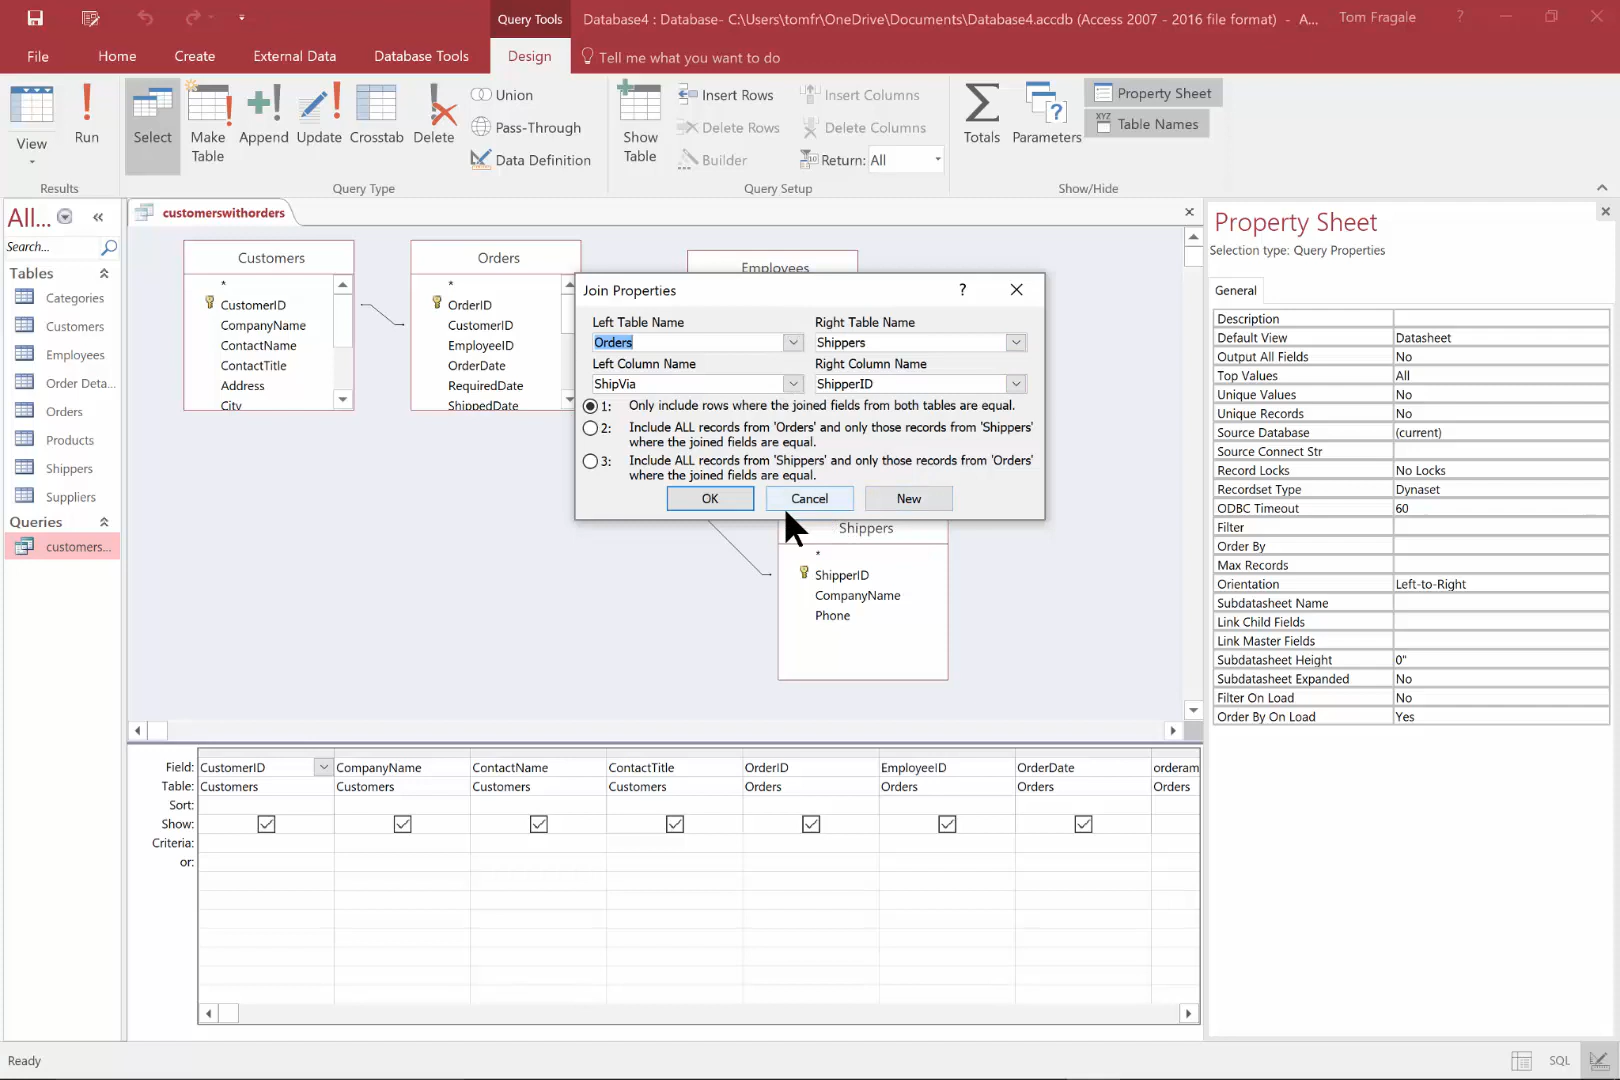 Query Tools
Database4 : Database- C:\Users\tomfr\OneDrive\Documents\Database4.accdb (Access 2007 - 2016 file format) - A...
Tom Fragale
?
File
Home
Create
External Data
Database Tools
Design
Tell me what you want to do
View
Run
Select
Make
Table
Append
Update
Crosstab
Delete
Union
Pass-Through
Data Definition
Show
Table
Insert Rows
Delete Rows
Builder
Insert Columns
Delete Columns
Return: All
Totals
Parameters
Property Sheet
XYZ Table Names
Results
Query Type
Query Setup
Show/Hide
All...
Search...
Tables
Categories
Customers
Employees
Order Deta...
Orders
Products
Shippers
Suppliers
Queries
customers...
customerswithorders
Customers
*
CustomerID
CompanyName
ContactName
ContactTitle
Address
City
Orders
*
OrderID
CustomerID
EmployeeID
OrderDate
RequiredDate
ShippedDate
Employees
Join Properties
?
Left Table Name
Right Table Name
Orders
Shippers
Left Column Name
Right Column Name
ShipVia
ShipperID
1: Only include rows where the joined fields from both tables are equal.
2: Include ALL records from 'Orders' and only those records from 'Shippers'
where the joined fields are equal.
3: Include ALL records from 'Shippers' and only those records from 'Orders'
where the joined fields are equal.
OK
Cancel
New
Shippers
*
ShipperID
CompanyName
Phone
Field: CustomerID CompanyName ContactName ContactTitle OrderID EmployeeID OrderDate orderam
Table: Customers Customers Customers Customers Orders Orders Orders Orders
Sort:
Show:
Criteria:
or:
Property Sheet
Selection type: Query Properties
General
Description
Default View Datasheet
Output All Fields No
Top Values All
Unique Values No
Unique Records No
Source Database (current)
Source Connect Str
Record Locks No Locks
Recordset Type Dynaset
ODBC Timeout 60
Filter
Order By
Max Records
Orientation Left-to-Right
Subdatasheet Name
Link Child Fields
Link Master Fields
Subdatasheet Height 0"
Subdatasheet Expanded No
Filter On Load No
Order By On Load Yes
Ready
SQL